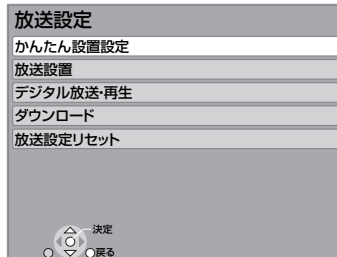 放送設定
かんたん設置設定
放送設置
デジタル放送・再生
ダウンロード
放送設定リセット
決定
戻る